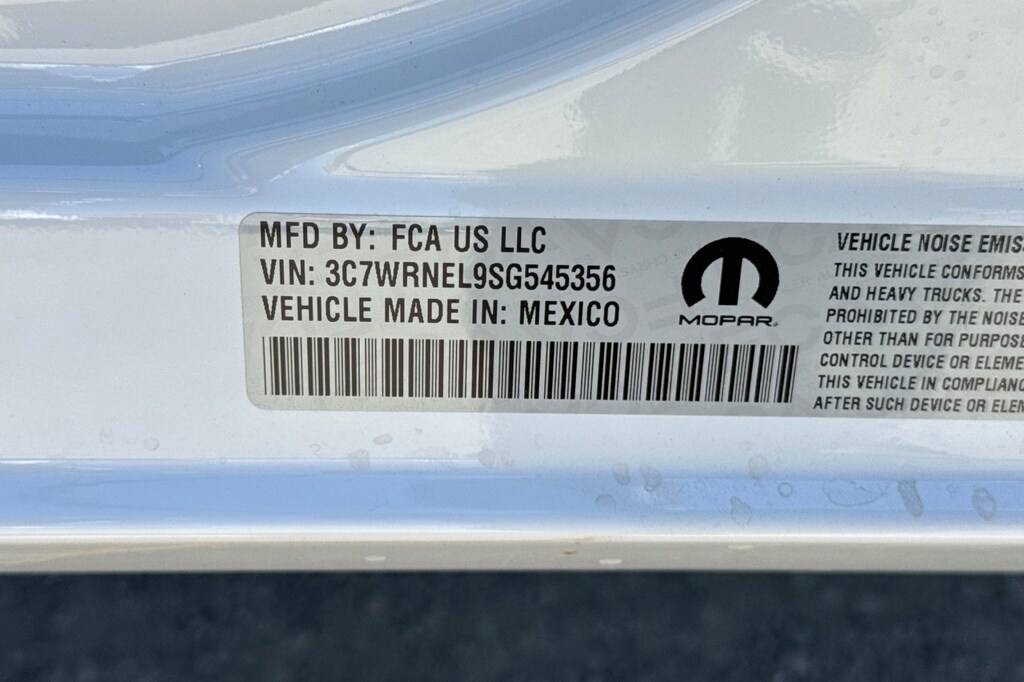 MFD BY: FCA US LLC
VIN: 3C7WRNEL9SG545356
VEHICLE MADE IN: MEXICO
MOPAR
VEHICLE NOISE EMIS
THIS VEHICLE CONFORMS
AND HEAVY TRUCKS. THE
PROHIBITED BY THE NOISE
OTHER THAN FOR PURPOSE
CONTROL DEVICE OR ELEME
THIS VEHICLE IN COMPLIANC
AFTER SUCH DEVICE OR ELEM